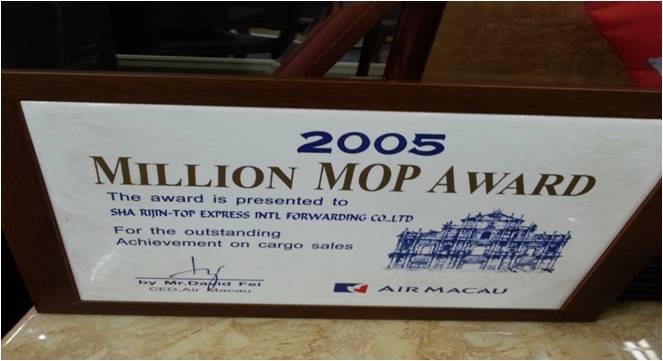 2005
MILLION MOP AWARD
The award is presented to
SHA RIJIN-TOP EXPRESS INTL FORWARDING CO.,LTD
For the outstanding
Achievement on cargo sales
by Mr.David Fei
CEO,Air Macau
AIR MACAU